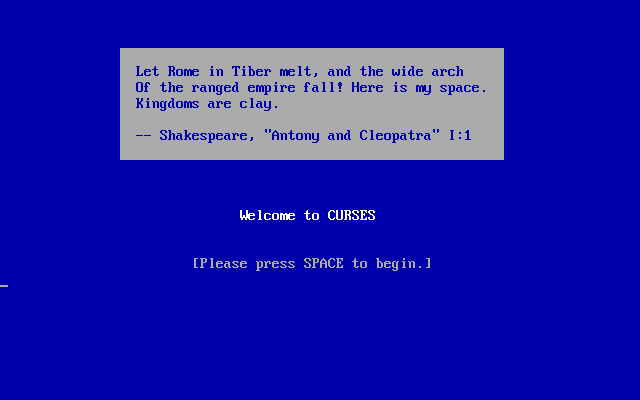 Let Rome in Tiber melt, and the wide arch
Of the ranged empire fall! Here is my space.
Kingdoms are clay.
-- Shakespeare, "Antony and Cleopatra" I:1
Welcome to CURSES
[Please press SPACE to begin.]